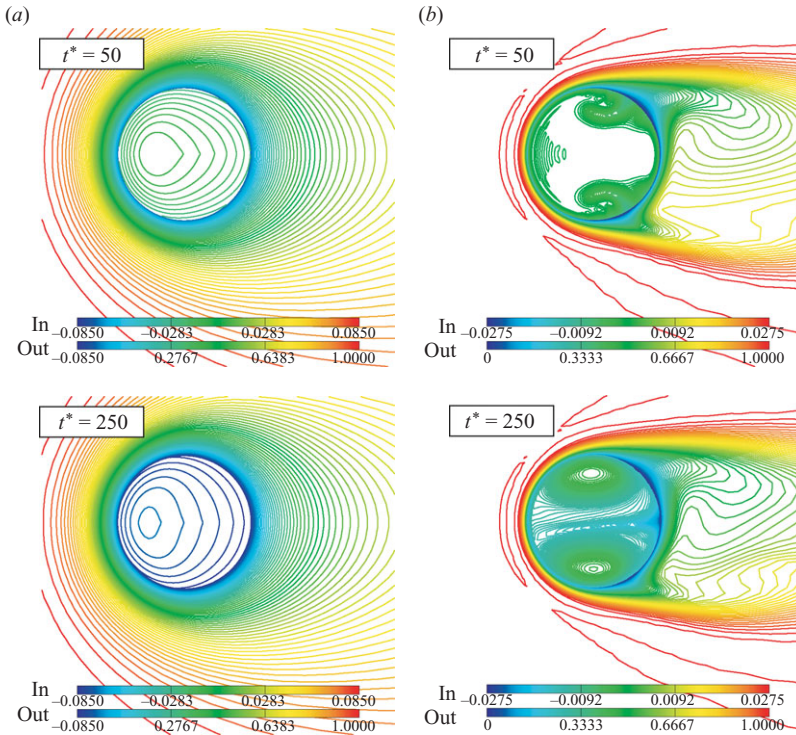 (a)
(b)
t* = 50
t* = 50
In
−0.0850 −0.0283 0.0283 0.0850
Out
−0.0850 0.2767 0.6383 1.0000
In
−0.0275 −0.0092 0.0092 0.0275
Out
0 0.3333 0.6667 1.0000
t* = 250
t* = 250
In
−0.0850 −0.0283 0.0283 0.0850
Out
−0.0850 0.2767 0.6383 1.0000
In
−0.0275 −0.0092 0.0092 0.0275
Out
0 0.3333 0.6667 1.0000